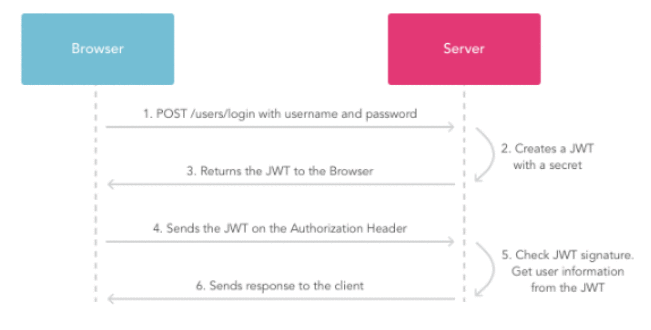 Browser
Server
1. POST /users/login with username and password
2. Creates a JWT
with a secret
3. Returns the JWT to the Browser
4. Sends the JWT on the Authorization Header
5. Check JWT signature.
Get user information
from the JWT
6. Sends response to the client